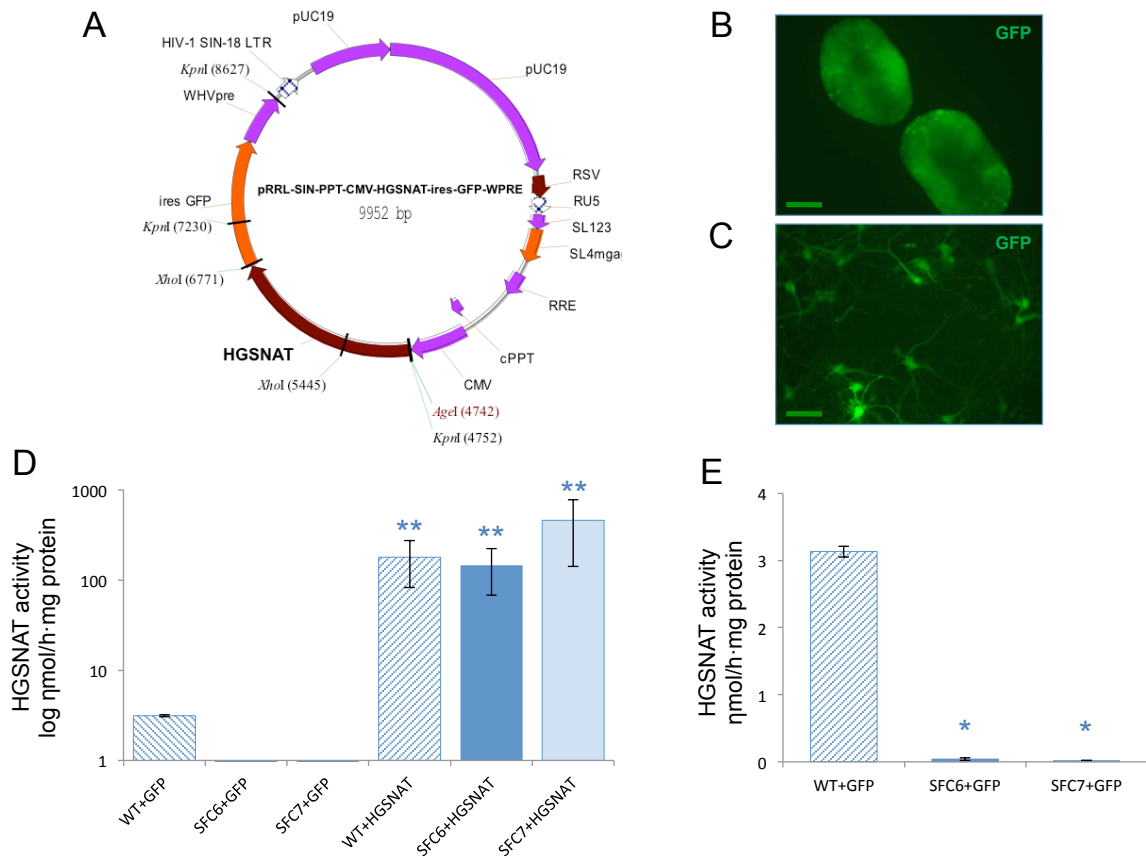 A
pUC19
HIV-1 SIN-18 LTR
KpnI (8627)
WHVpre
pUC19
pRRL-SIN-PPT-CMV-HGSNAT-ires-GFP-WPRE
9952 bp
RSV
RU5
SL123
SL4mga
RRE
ires GFP
KpnI (7230)
XhoI (6771)
HGSNAT
XhoI (5445)
cPPT
CMV
AgeI (4742)
KpnI (4752)
B
GFP
C
GFP
D
HGSNAT activity
log ηmol/h·mg protein
1000
100
10
1
**
**
**
WT+GFP
SFC6+GFP
SFC7+GFP
WT+HGSNAT
SFC6+HGSNAT
SFC7+HGSNAT
E
HGSNAT activity
ηmol/h·mg protein
4
3
2
1
0
*
*
WT+GFP
SFC6+GFP
SFC7+GFP